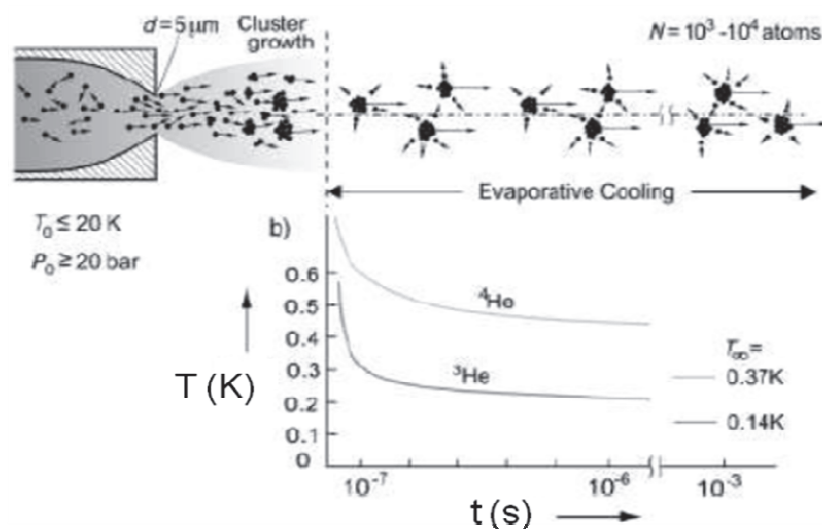 d=5μm
Cluster
growth
N = 10³ -10⁴ atoms
Evaporative Cooling
T₀ ≤ 20 K
P₀ ≥ 20 bar
b)
0.6
0.5
0.4
0.3
0.2
0.1
0
T (K)
⁴He
³He
T∞ =
0.37K
0.14K
10⁻⁷
10⁻⁶
10⁻³
t (s)